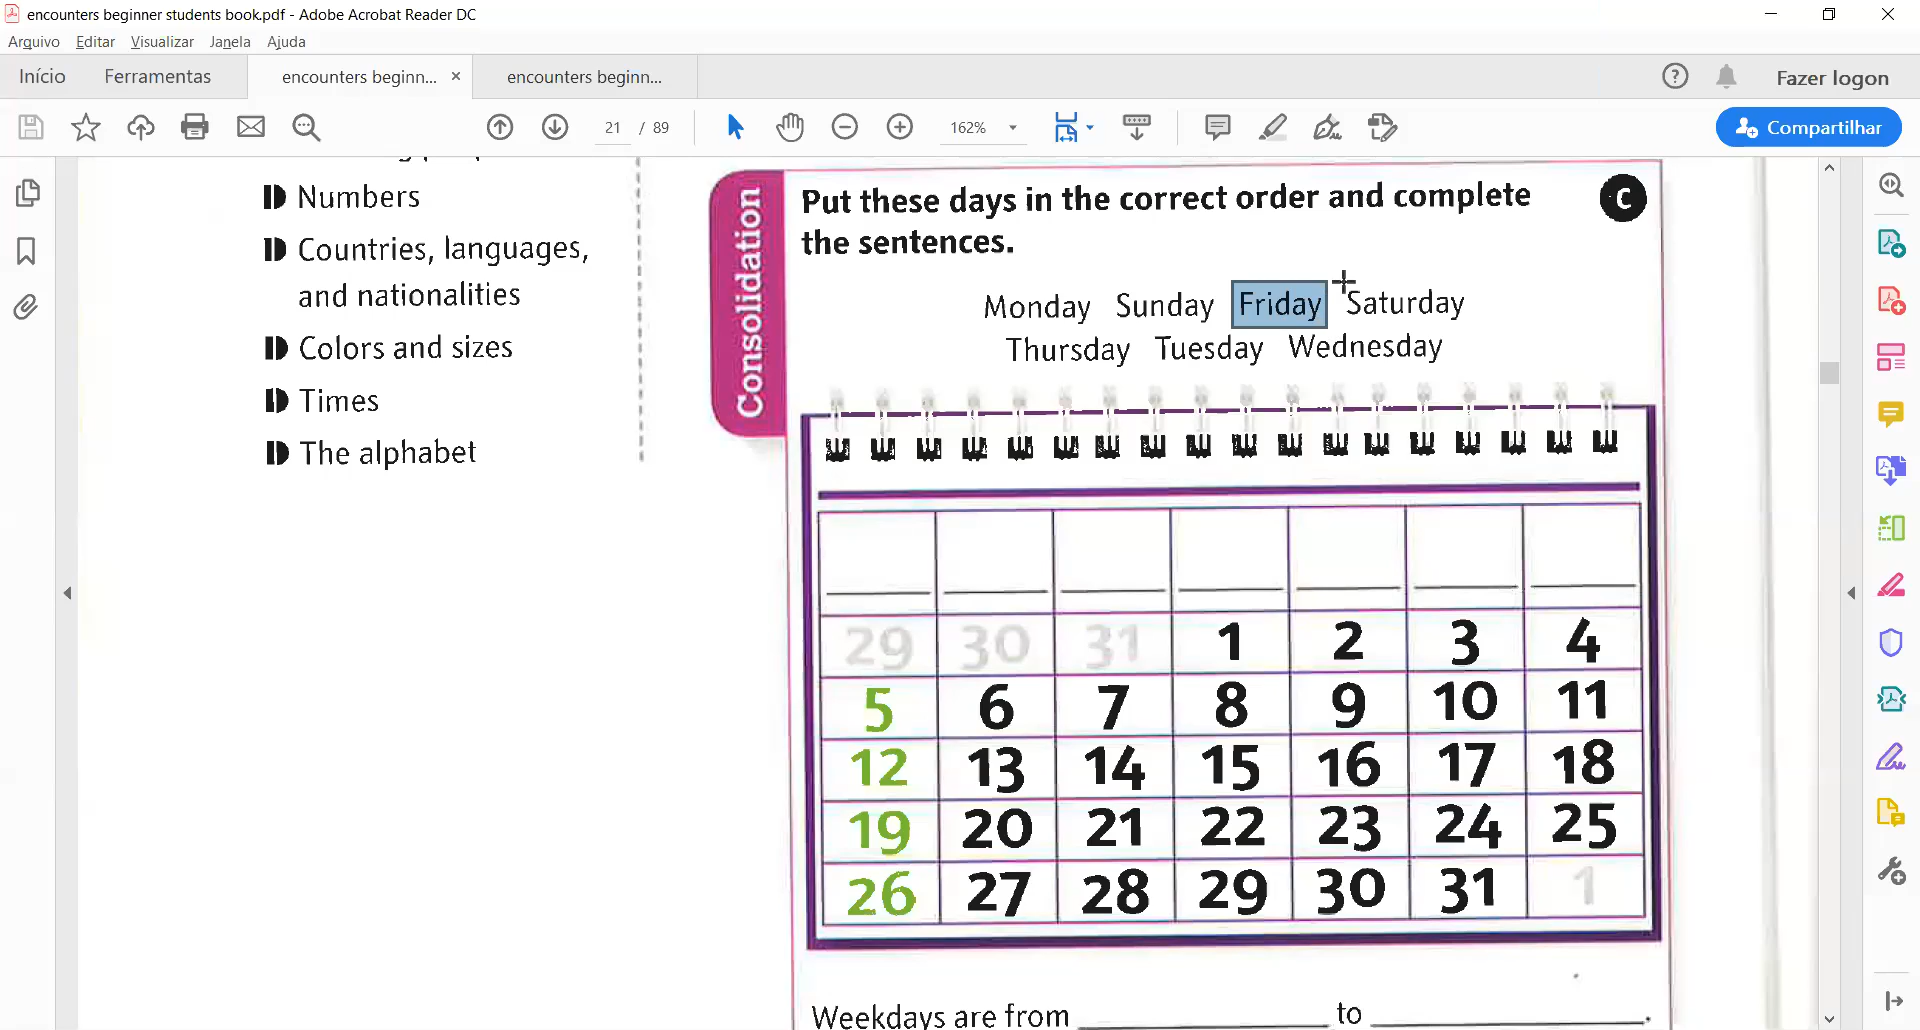 encounters beginner students book.pdf - Adobe Acrobat Reader DC
Arquivo Editar Visualizar Janela Ajuda
Início Ferramentas encounters beginn... × encounters beginn... Fazer logon
21 / 89 162% Compartilhar
Numbers
Countries, languages,
and nationalities
Colors and sizes
Times
The alphabet
Consolidation
Put these days in the correct order and complete
the sentences.
C
Monday Sunday Friday Saturday
Thursday Tuesday Wednesday
29 30 31 1 2 3 4
5 6 7 8 9 10 11
12 13 14 15 16 17 18
19 20 21 22 23 24 25
26 27 28 29 30 31 1
Weekdays are from ____________ to ____________.